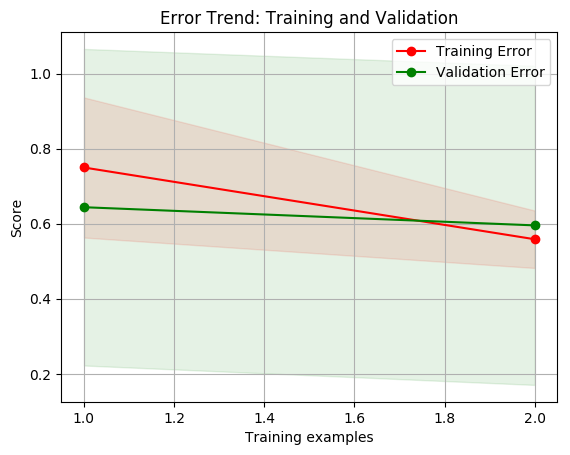 Error Trend: Training and Validation
Training Error
Validation Error
Score
1.0
0.8
0.6
0.4
0.2
1.0
1.2
1.4
1.6
1.8
2.0
Training examples